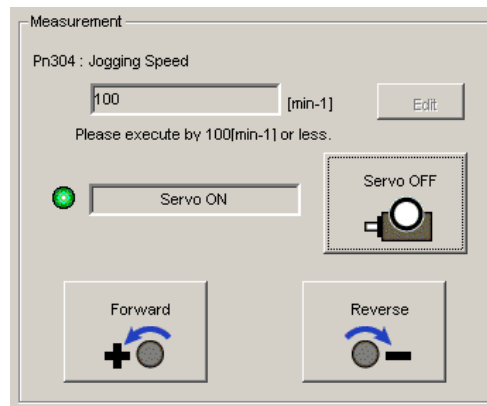 Measurement
Pn304 : Jogging Speed
100 [min-1] Edit
Please execute by 100[min-1] or less.
Servo ON
Servo OFF
Forward
Reverse